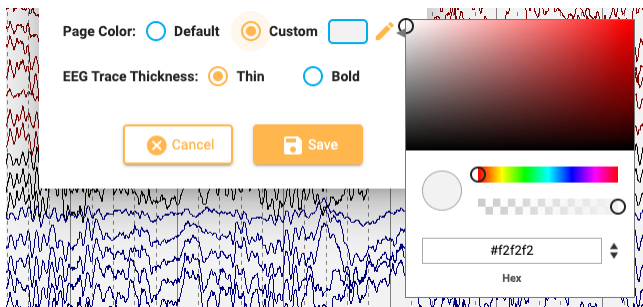 Page Color: Default Custom
EEG Trace Thickness: Thin Bold
Cancel Save
#f2f2f2
Hex